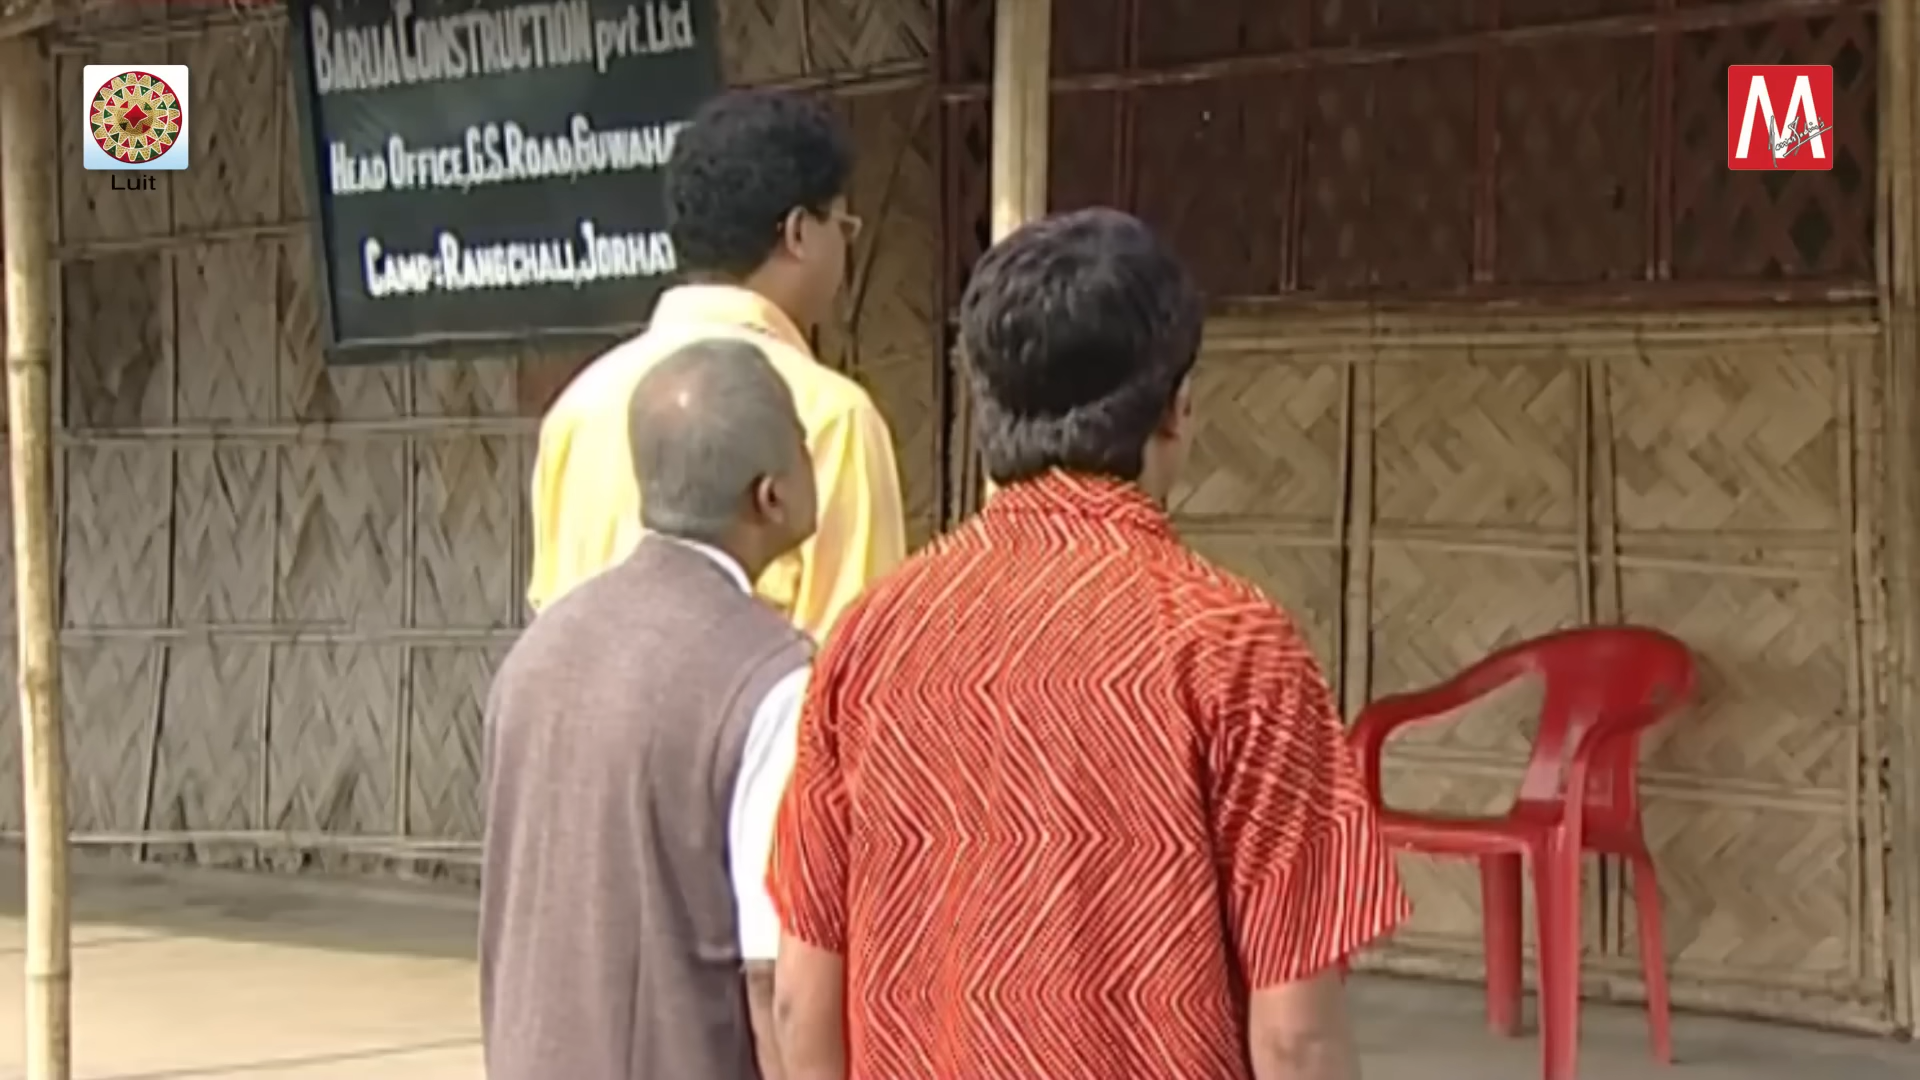 BARUA CONSTRUCTION pvt. Ltd
HEAD OFFICE, G.S. ROAD, GUWAHA
CAMP: RANGCHALI, JORHAT
Luit
M